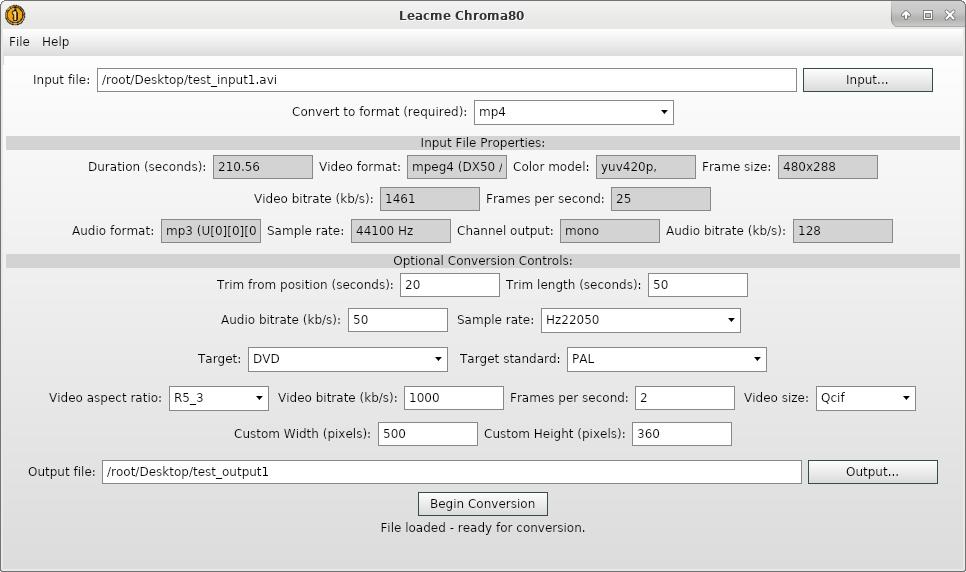 Leacme Chroma80
File Help
Input file: /root/Desktop/test_input1.avi Input...
Convert to format (required): mp4
Input File Properties:
Duration (seconds): 210.56 Video format: mpeg4 (DX50 / Color model: yuv420p, Frame size: 480x288
Video bitrate (kb/s): 1461 Frames per second: 25
Audio format: mp3 (U[0][0][0 Sample rate: 44100 Hz Channel output: mono Audio bitrate (kb/s): 128
Optional Conversion Controls:
Trim from position (seconds): 20 Trim length (seconds): 50
Audio bitrate (kb/s): 50 Sample rate: Hz22050
Target: DVD Target standard: PAL
Video aspect ratio: R5_3 Video bitrate (kb/s): 1000 Frames per second: 2 Video size: Qcif
Custom Width (pixels): 500 Custom Height (pixels): 360
Output file: /root/Desktop/test_output1 Output...
Begin Conversion
File loaded - ready for conversion.